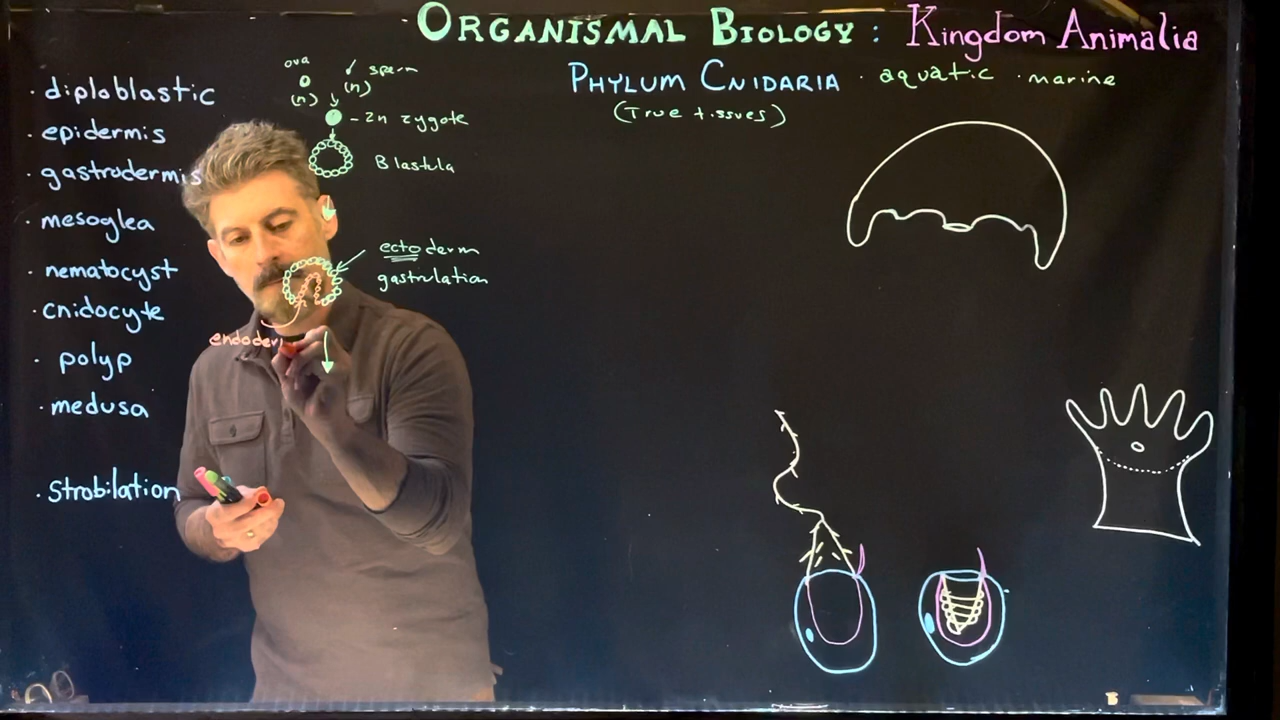 ORGANISMAL BIOLOGY : Kingdom Animalia
PHYLUM CNIDARIA · aquatic · marine
(True tissues)
· diploblastic
· epidermis
· gastrodermis
· mesoglea
· nematocyst
· cnidocyte
· polyp
· medusa
· Strobilation
ova
(n)
sperm
(n)
- 2n zygote
Blastula
ectoderm
gastrulation
endoder
B